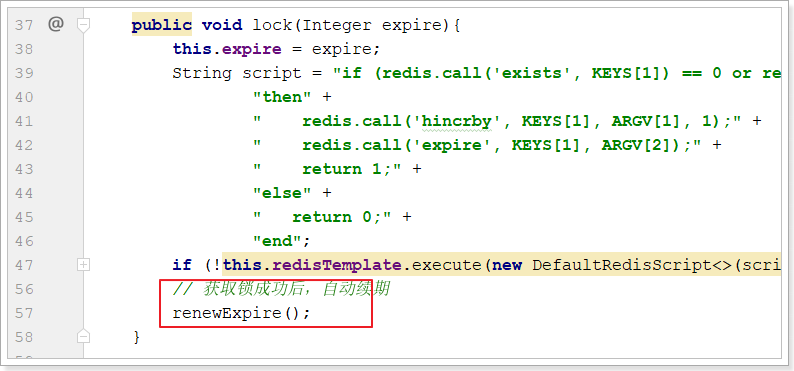 37 @ public void lock(Integer expire){
38 this.expire = expire;
39 String script = "if (redis.call('exists', KEYS[1]) == 0 or re
40 "then" +
41 "    redis.call('hincrby', KEYS[1], ARGV[1], 1);" +
42 "    redis.call('expire', KEYS[1], ARGV[2]);" +
43 "    return 1;" +
44 "else" +
45 "   return 0;" +
46 "end";
47 if (!this.redisTemplate.execute(new DefaultRedisScript<>(scri
56 // 获取锁成功后，自动续期
57 renewExpire();
58 }